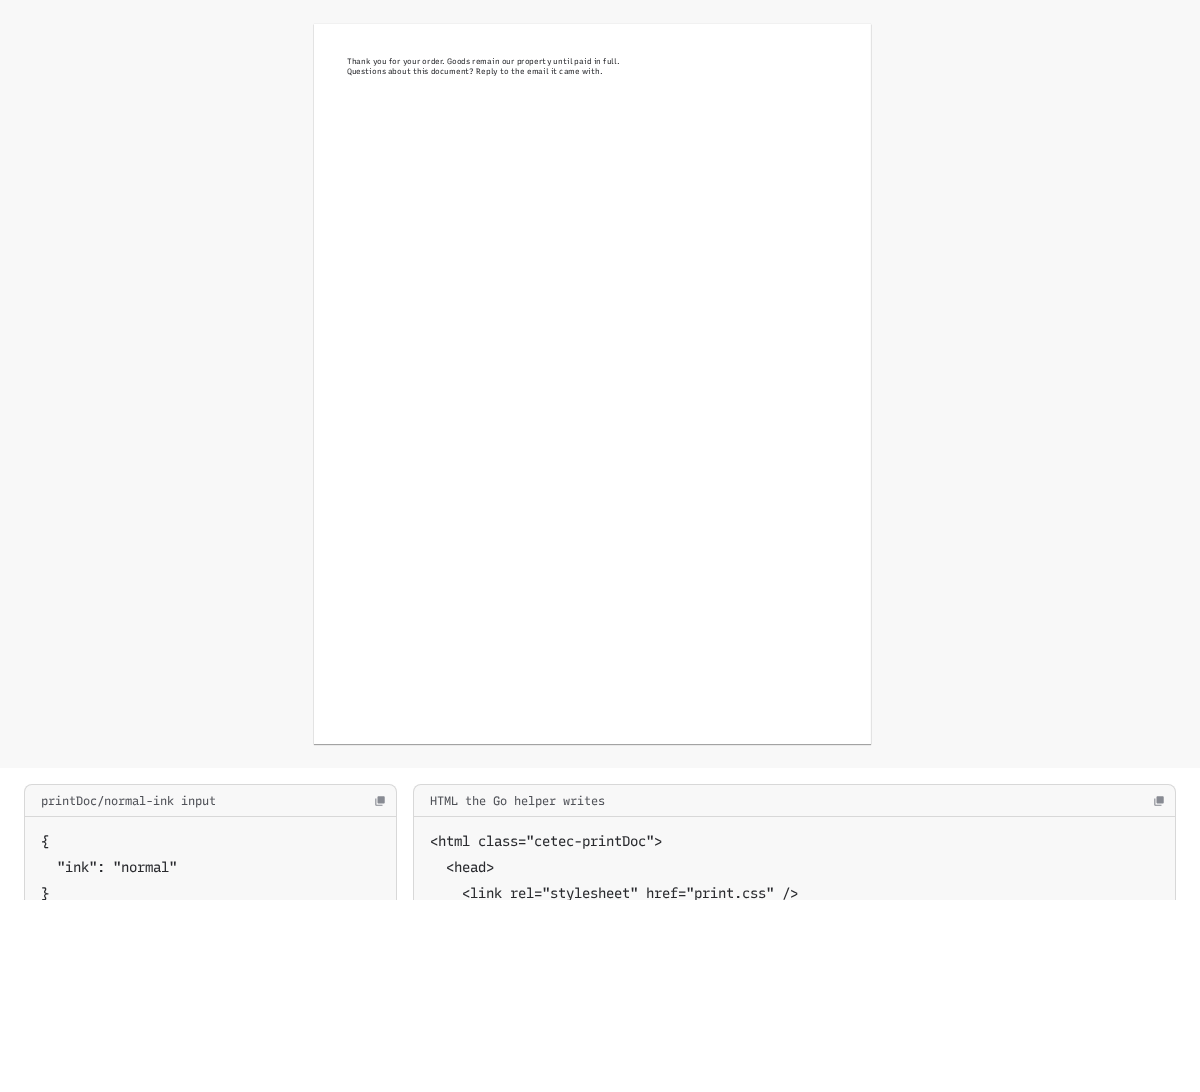 Thank you for your order. Goods remain our property until paid in full.
Questions about this document? Reply to the email it came with.
printDoc/normal-ink input
{
  "ink": "normal"
}
HTML the Go helper writes
<html class="cetec-printDoc">
  <head>
    <link rel="stylesheet" href="print.css" />